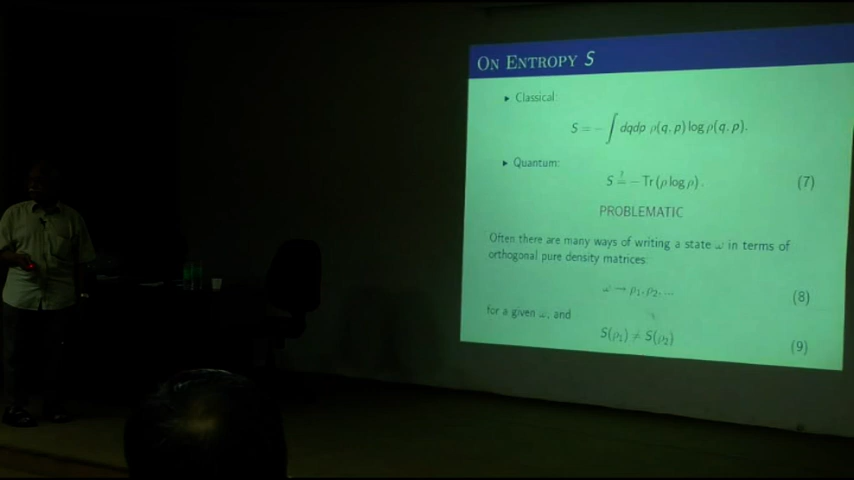 ON ENTROPY S
▸ Classical
S = − ∫ dqdp ρ(q, p) log ρ(q, p).
▸ Quantum:
S ≟ − Tr (ρ log ρ) . (7)
PROBLEMATIC
Often there are many ways of writing a state ω in terms of
orthogonal pure density matrices:
ω → ρ₁, ρ₂, ... (8)
for a given ω, and
S(ρ₁) ≠ S(ρ₂) (9)